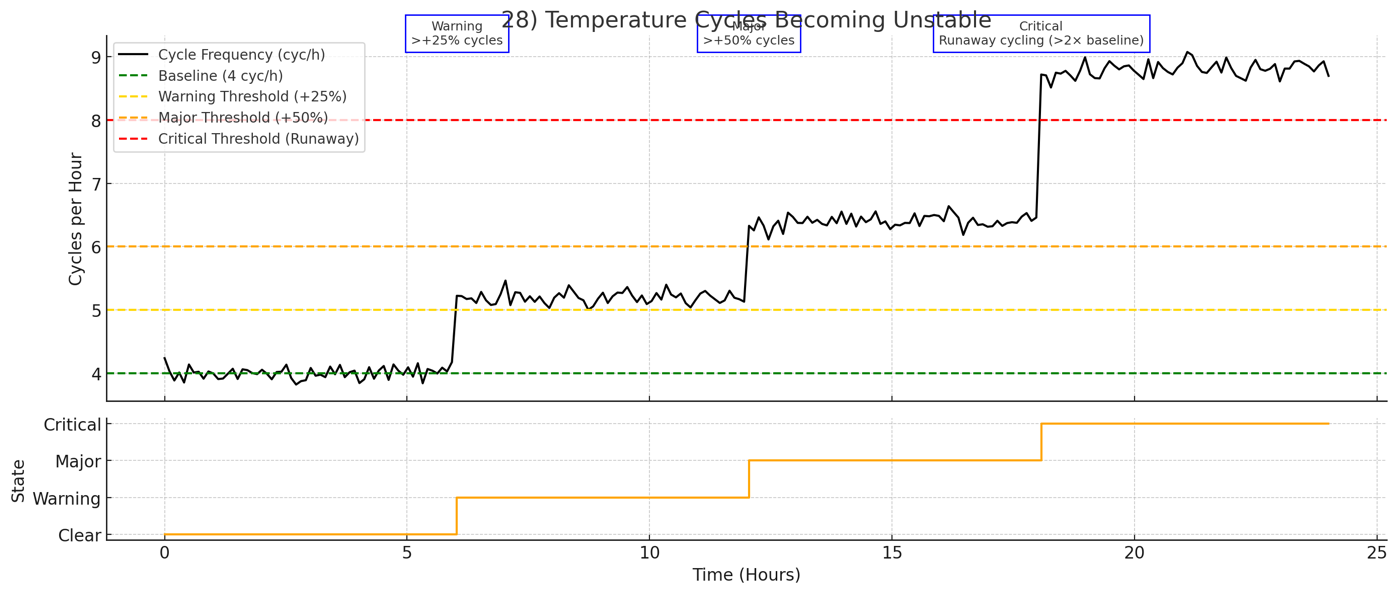 28) Temperature Cycles Becoming Unstable
Warning
>+25% cycles
Major
>+50% cycles
Critical
Runaway cycling (>2× baseline)
Cycle Frequency (cyc/h)
Baseline (4 cyc/h)
Warning Threshold (+25%)
Major Threshold (+50%)
Critical Threshold (Runaway)
Cycles per Hour
9
8
7
6
5
4
State
Critical
Major
Warning
Clear
0 5 10 15 20 25
Time (Hours)